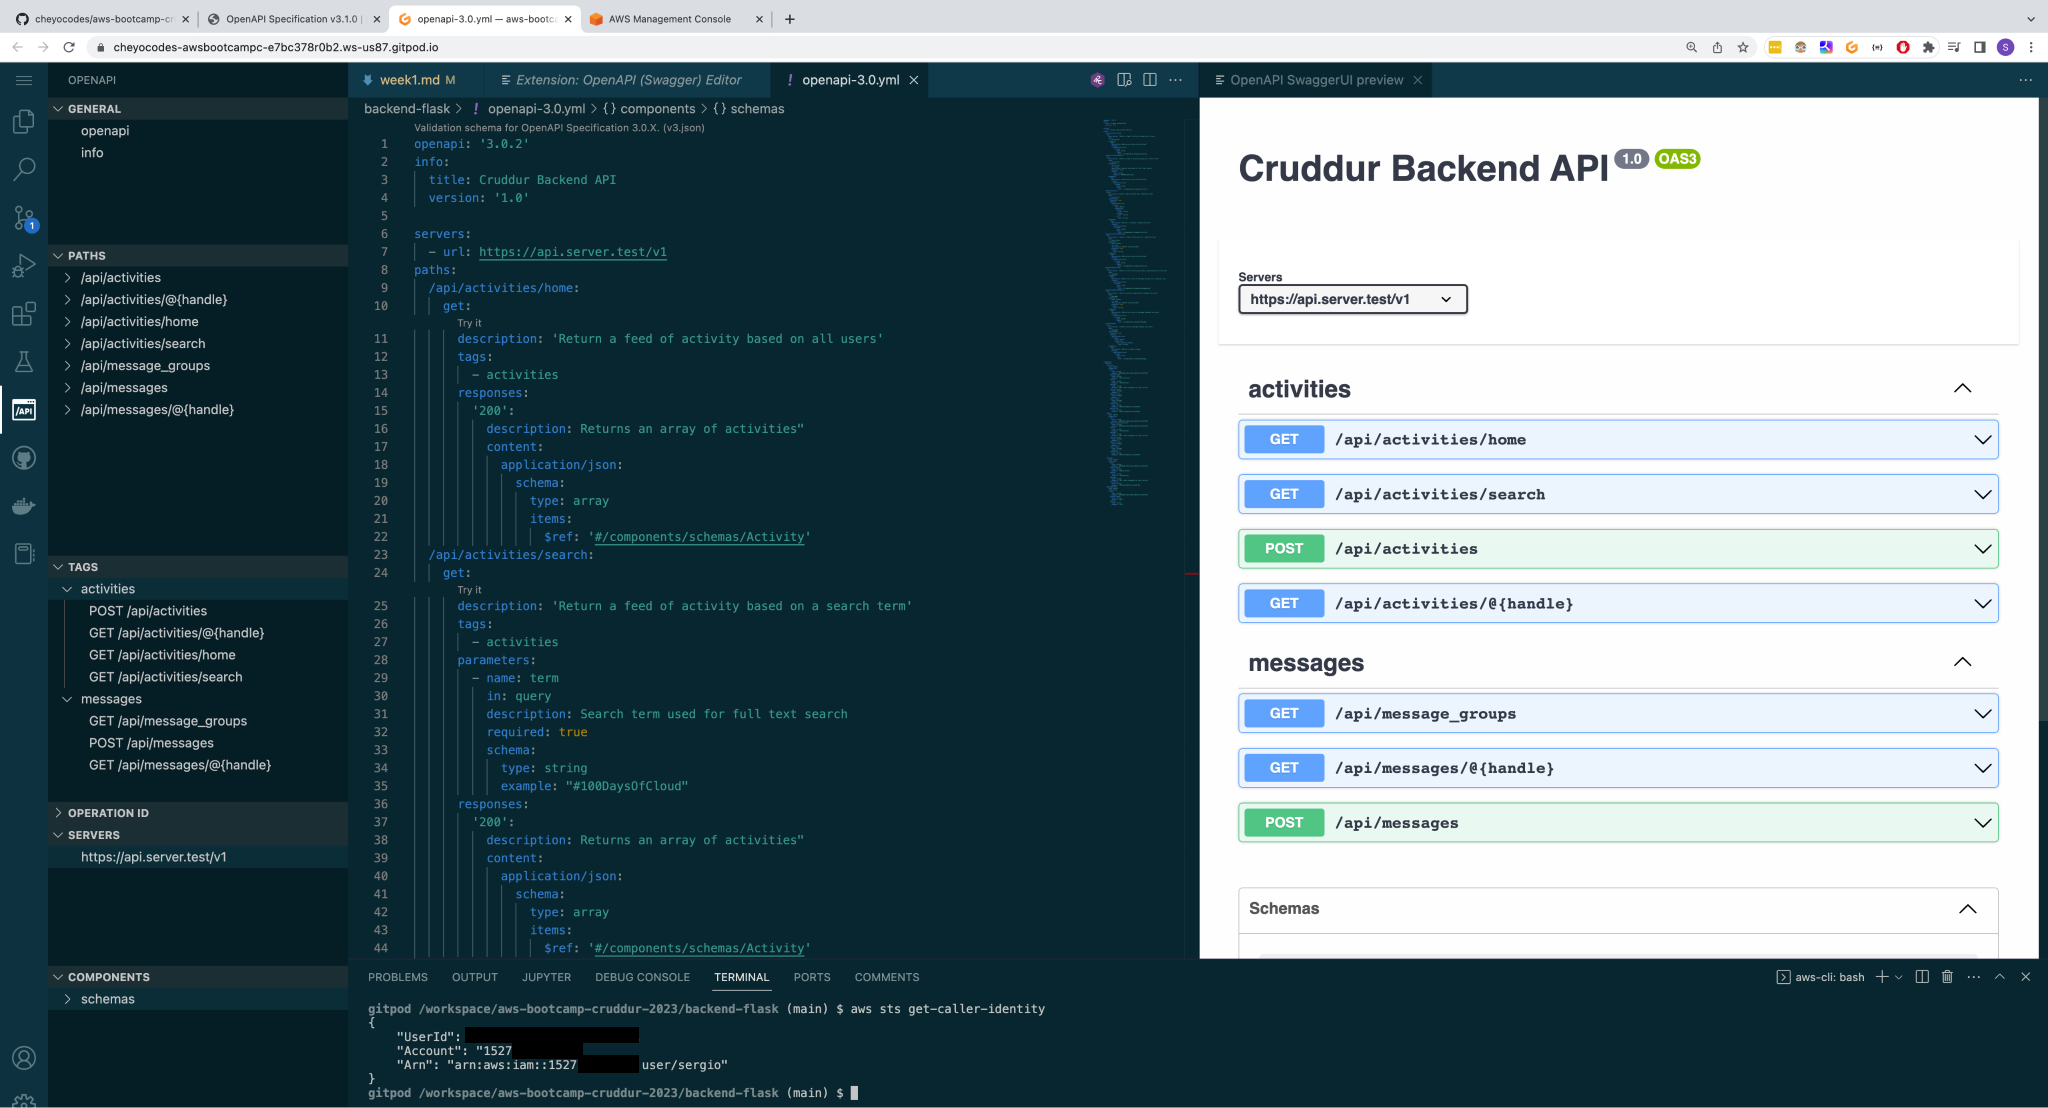 cheyocodes/aws-bootcamp-cr
OpenAPI Specification v3.1.0
openapi-3.0.yml — aws-bootc
AWS Management Console
cheyocodes-awsbootcampc-e7bc378r0b2.ws-us87.gitpod.io
S
OPENAPI
GENERAL
openapi
info
PATHS
/api/activities
/api/activities/@{handle}
/api/activities/home
/api/activities/search
/api/message_groups
/api/messages
/api/messages/@{handle}
TAGS
activities
POST /api/activities
GET /api/activities/@{handle}
GET /api/activities/home
GET /api/activities/search
messages
GET /api/message_groups
POST /api/messages
GET /api/messages/@{handle}
OPERATION ID
SERVERS
https://api.server.test/v1
COMPONENTS
schemas
1
/API
week1.md M
Extension: OpenAPI (Swagger) Editor
! openapi-3.0.yml
backend-flask > ! openapi-3.0.yml > {} components > {} schemas
Validation schema for OpenAPI Specification 3.0.X. (v3.json)
1 openapi: '3.0.2'
2 info:
3 title: Cruddur Backend API
4 version: '1.0'
5
6 servers:
7 - url: https://api.server.test/v1
8 paths:
9 /api/activities/home:
10 get:
Try it
11 description: 'Return a feed of activity based on all users'
12 tags:
13 - activities
14 responses:
15 '200':
16 description: Returns an array of activities"
17 content:
18 application/json:
19 schema:
20 type: array
21 items:
22 $ref: '#/components/schemas/Activity'
23 /api/activities/search:
24 get:
Try it
25 description: 'Return a feed of activity based on a search term'
26 tags:
27 - activities
28 parameters:
29 - name: term
30 in: query
31 description: Search term used for full text search
32 required: true
33 schema:
34 type: string
35 example: "#100DaysOfCloud"
36 responses:
37 '200':
38 description: Returns an array of activities"
39 content:
40 application/json:
41 schema:
42 type: array
43 items:
44 $ref: '#/components/schemas/Activity'
OpenAPI SwaggerUI preview
Cruddur Backend API 1.0 OAS3
Servers
https://api.server.test/v1
activities
GET /api/activities/home
GET /api/activities/search
POST /api/activities
GET /api/activities/@{handle}
messages
GET /api/message_groups
GET /api/messages/@{handle}
POST /api/messages
Schemas
PROBLEMS OUTPUT JUPYTER DEBUG CONSOLE TERMINAL PORTS COMMENTS
aws-cli: bash
gitpod /workspace/aws-bootcamp-cruddur-2023/backend-flask (main) $ aws sts get-caller-identity
{
"UserId":
"Account": "1527
"Arn": "arn:aws:iam::1527 user/sergio"
}
gitpod /workspace/aws-bootcamp-cruddur-2023/backend-flask (main) $